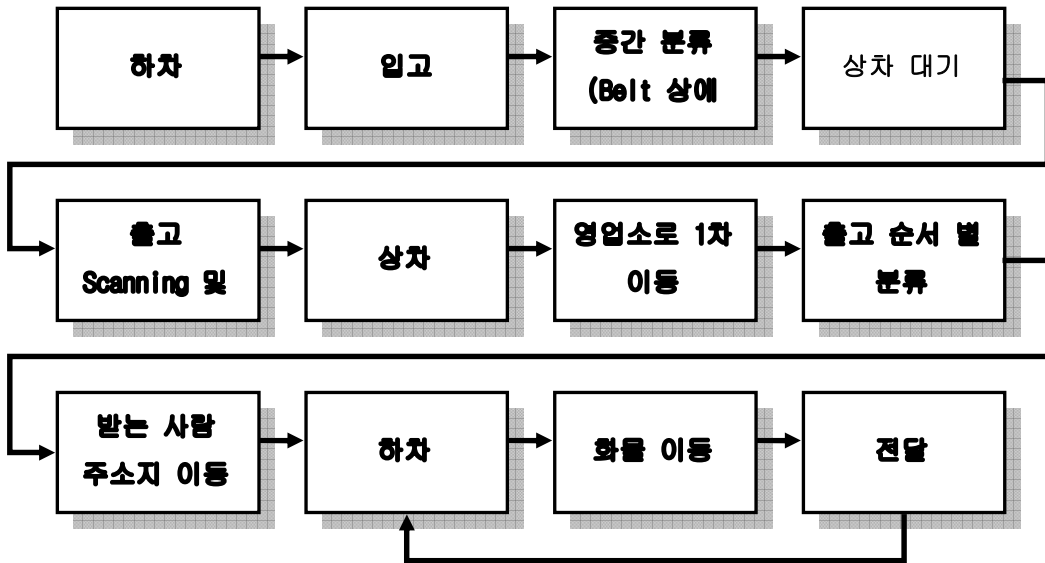 하차
입고
중간 분류
(Belt 상에
상차 대기
출고
Scanning 및
상차
영업소로 1차
이동
출고 순서 별
분류
받는 사람
주소지 이동
하차
화물 이동
전달